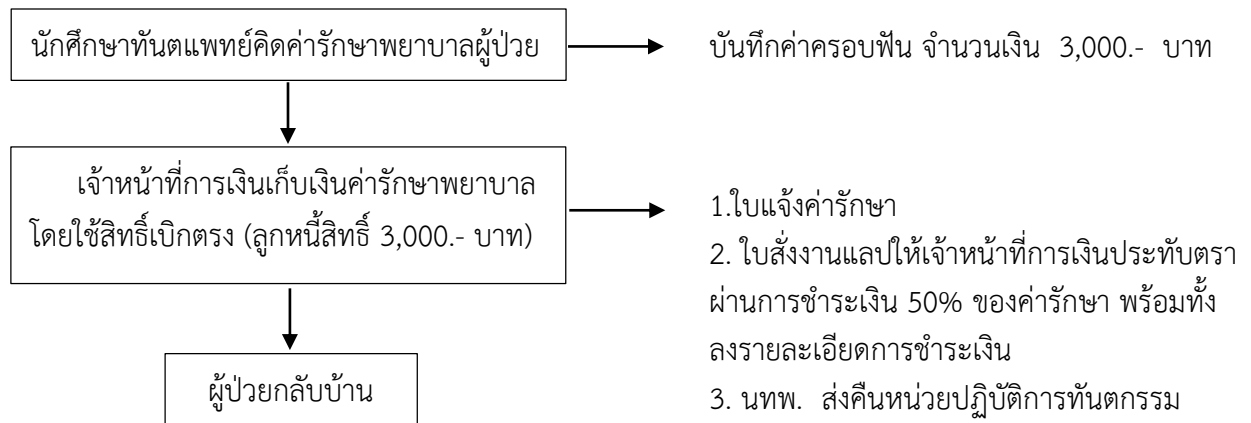 นักศึกษาทันตแพทย์คิดค่ารักษาพยาบาลผู้ป่วย
บันทึกค่าครอบฟัน จำนวนเงิน 3,000.- บาท
เจ้าหน้าที่การเงินเก็บเงินค่ารักษาพยาบาล
โดยใช้สิทธิ์เบิกตรง (ลูกหนี้สิทธิ์ 3,000.- บาท)
1.ใบแจ้งค่ารักษา
2. ใบสั่งงานแลปให้เจ้าหน้าที่การเงินประทับตรา
ผ่านการชำระเงิน 50% ของค่ารักษา พร้อมทั้ง
ลงรายละเอียดการชำระเงิน
3. นทพ. ส่งคืนหน่วยปฏิบัติการทันตกรรม
ผู้ป่วยกลับบ้าน